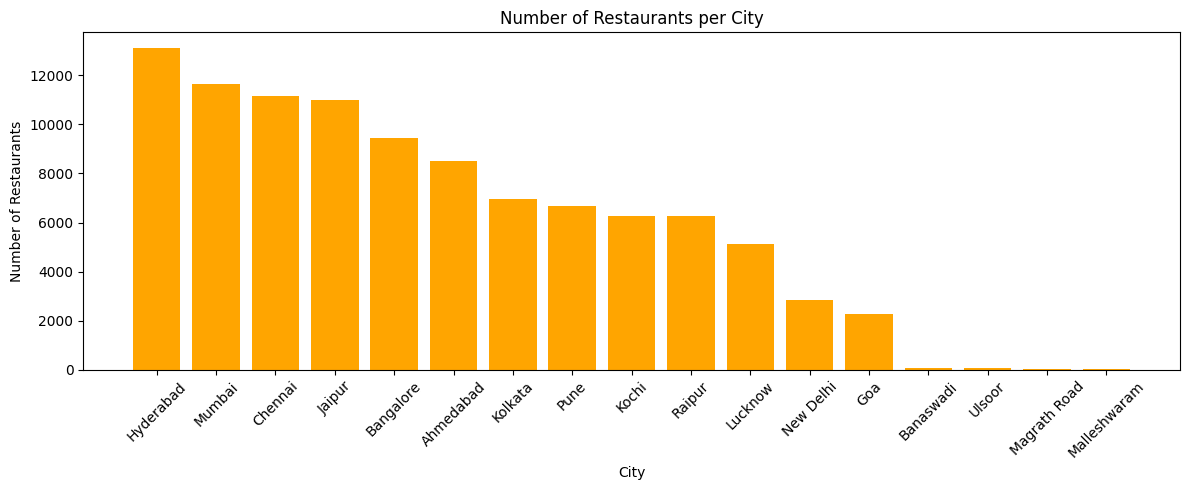 Number of Restaurants per City
Number of Restaurants
12000
10000
8000
6000
4000
2000
0
Hyderabad
Mumbai
Chennai
Jaipur
Bangalore
Ahmedabad
Kolkata
Pune
Kochi
Raipur
Lucknow
New Delhi
Goa
Banaswadi
Ulsoor
Magrath Road
Malleshwaram
City